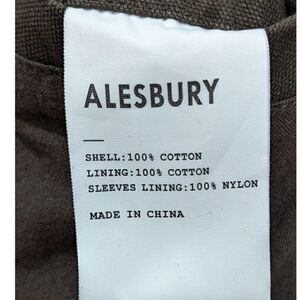 ALESBURY
—
SHELL:100% COTTON
LINING:100% COTTON
SLEEVES LINING:100% NYLON
MADE IN CHINA